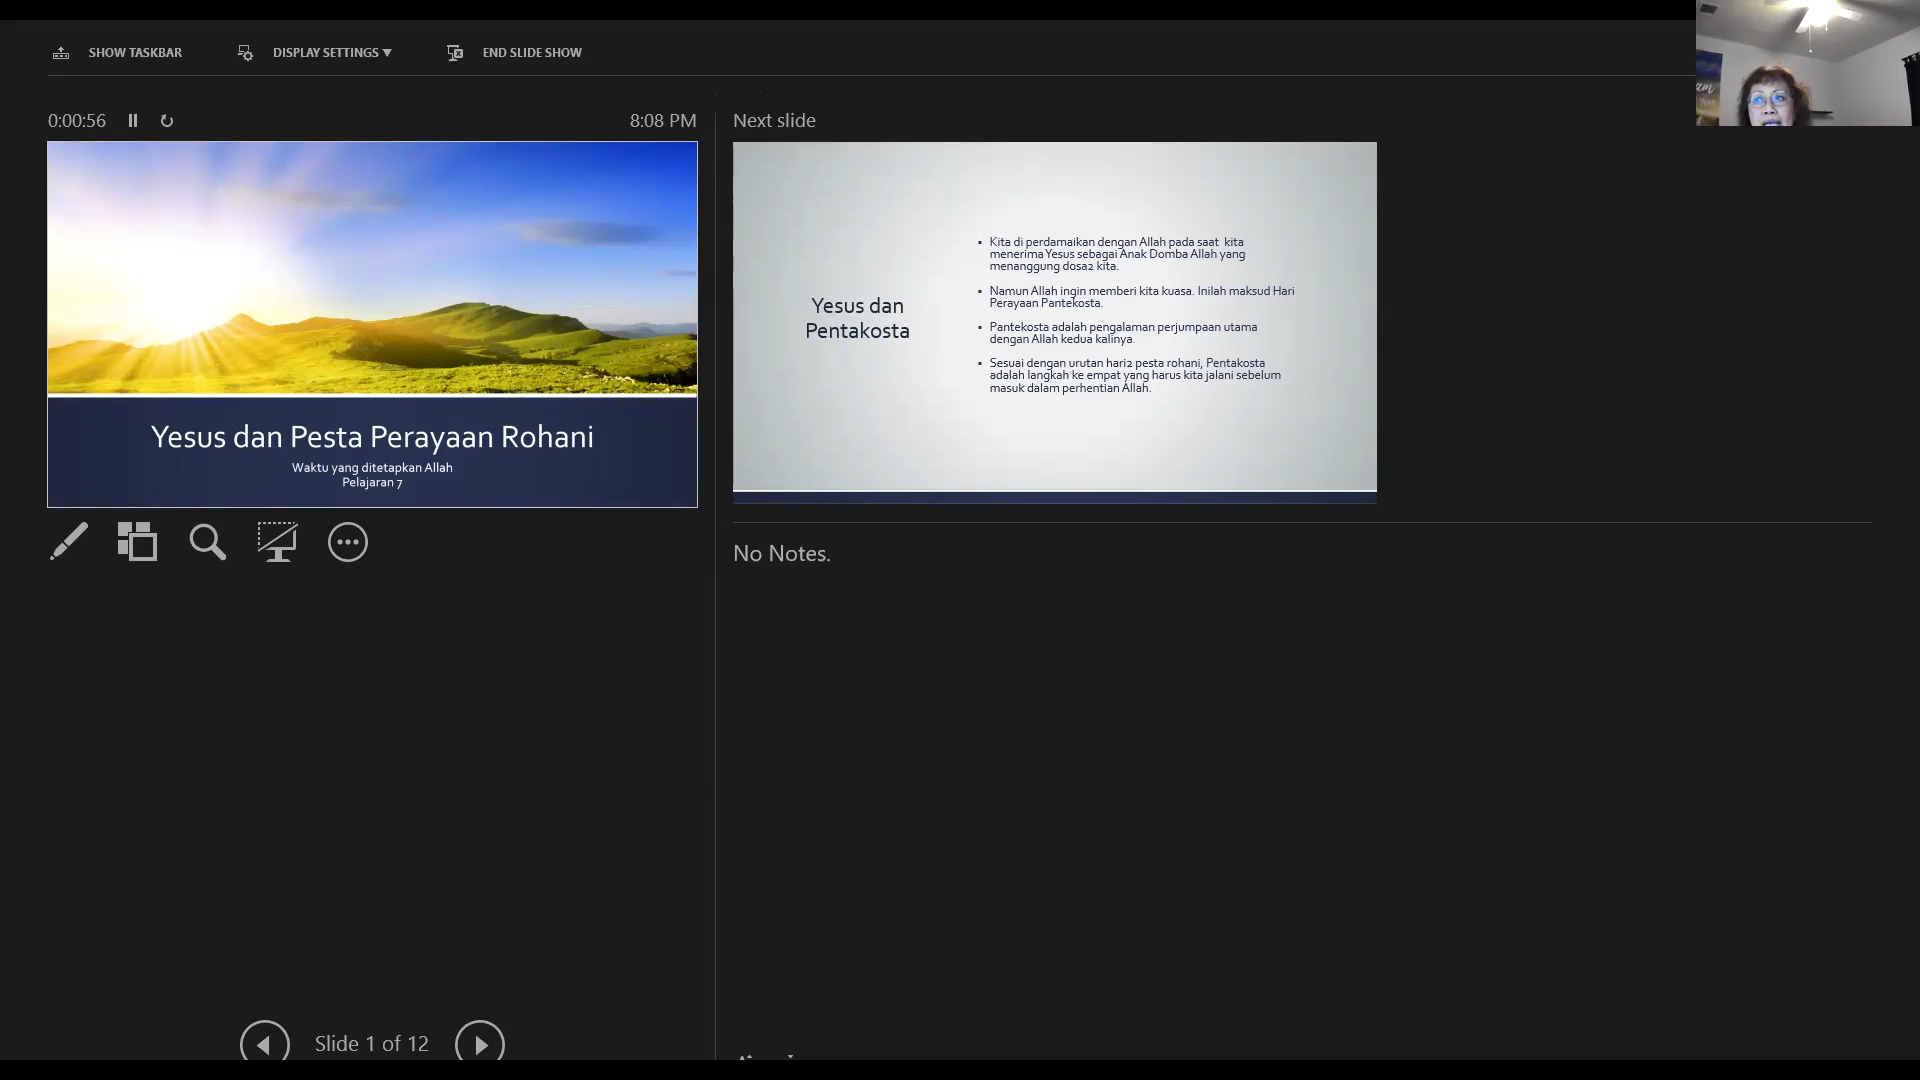 SHOW TASKBAR
DISPLAY SETTINGS ▼
END SLIDE SHOW
0:00:56
8:08 PM
Yesus dan Pesta Perayaan Rohani
Waktu yang ditetapkan Allah
Pelajaran 7
Slide 1 of 12
Next slide
Yesus dan
Pentakosta
▪ Kita di perdamaikan dengan Allah pada saat kita
menerima Yesus sebagai Anak Domba Allah yang
menanggung dosa2 kita.
▪ Namun Allah ingin memberi kita kuasa. Inilah maksud Hari
Perayaan Pantekosta.
▪ Pantekosta adalah pengalaman perjumpaan utama
dengan Allah kedua kalinya.
▪ Sesuai dengan urutan hari2 pesta rohani, Pentakosta
adalah langkah ke empat yang harus kita jalani sebelum
masuk dalam perhentian Allah.
No Notes.
WAY